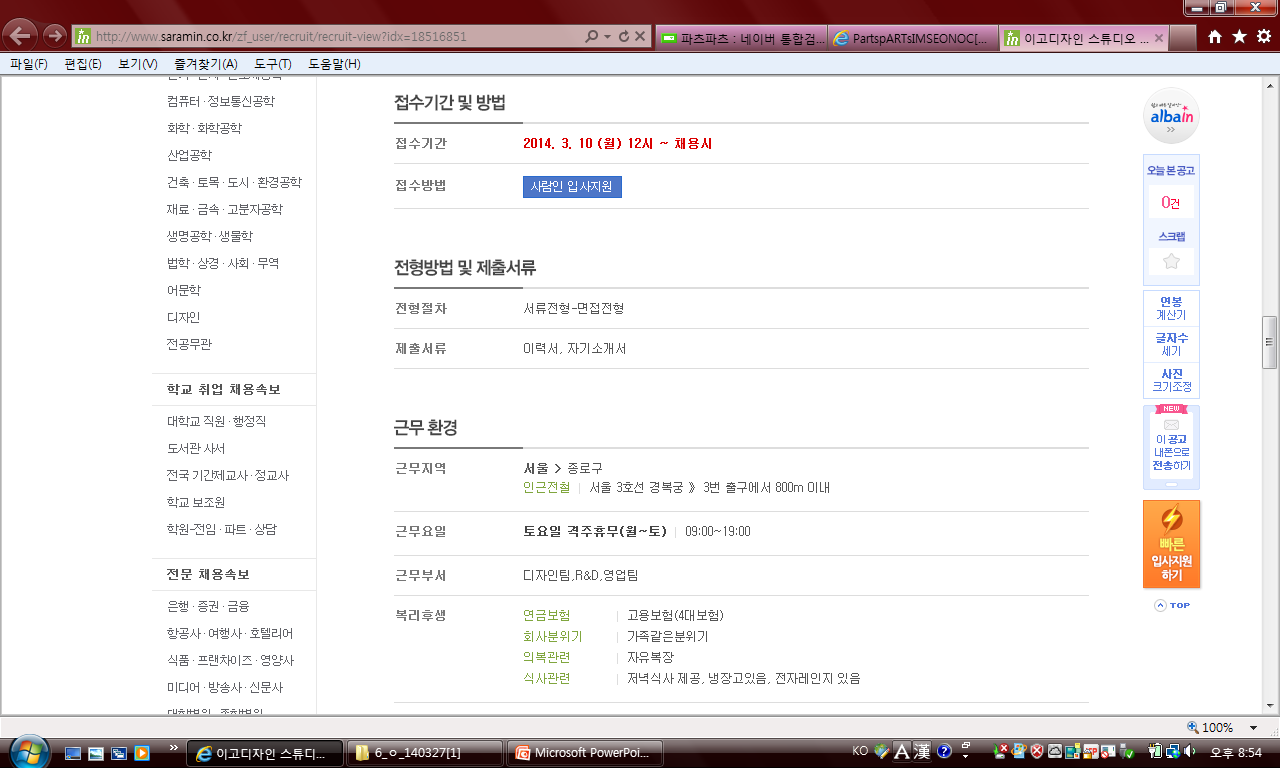 http://www.saramin.co.kr/zf_user/recruit/recruit-view?idx=18516851
파즈파즈 : 네이버 통합검...
PartspARTsIMSEONOC[...
이고디자인 스튜디오 ...
파일(F) 편집(E) 보기(V) 즐겨찾기(A) 도구(T) 도움말(H)
컴퓨터 · 정보통신공학
화학 · 화학공학
산업공학
건축 · 토목 · 도시 · 환경공학
재료 · 금속 · 고분자공학
생명공학 · 생물학
법학 · 상경 · 사회 · 무역
어문학
디자인
전공무관
학교 취업 채용속보
대학교 직원 · 행정직
도서관 사서
전국 기간제교사 · 정교사
학교 보조원
학원-전임 · 파트 · 상담
전문 채용속보
은행 · 증권 · 금융
항공사 · 여행사 · 호텔리어
식품 · 프랜차이즈 · 영양사
미디어 · 방송사 · 신문사
접수기간 및 방법
접수기간 2014. 3. 10 (월) 12시 ~ 채용시
접수방법 사람인 입사지원
전형방법 및 제출서류
전형절차 서류전형-면접전형
제출서류 이력서, 자기소개서
근무 환경
근무지역 서울 > 종로구
인근전철 서울 3호선 경복궁 》 3번 출구에서 800m 이내
근무요일 토요일 격주휴무(월~토) 09:00~19:00
근무부서 디자인팀,R&D,영업팀
복리후생 연금보험 고용보험(4대보험)
회사분위기 가족같은분위기
의복관련 자유복장
식사관련 저녁식사 제공, 냉장고있음, 전자레인지 있음
albain
>>
오늘 본 공고
0건
스크랩
연봉
계산기
글자수
세기
사진
크기조정
NEW
이 공고
내폰으로
전송하기
빠른
입사지원
하기
TOP
100%
이고디자인 스튜디...
6_ㅇ_140327[1]
Microsoft PowerPoi...
KO
A 漢
오후 8:54